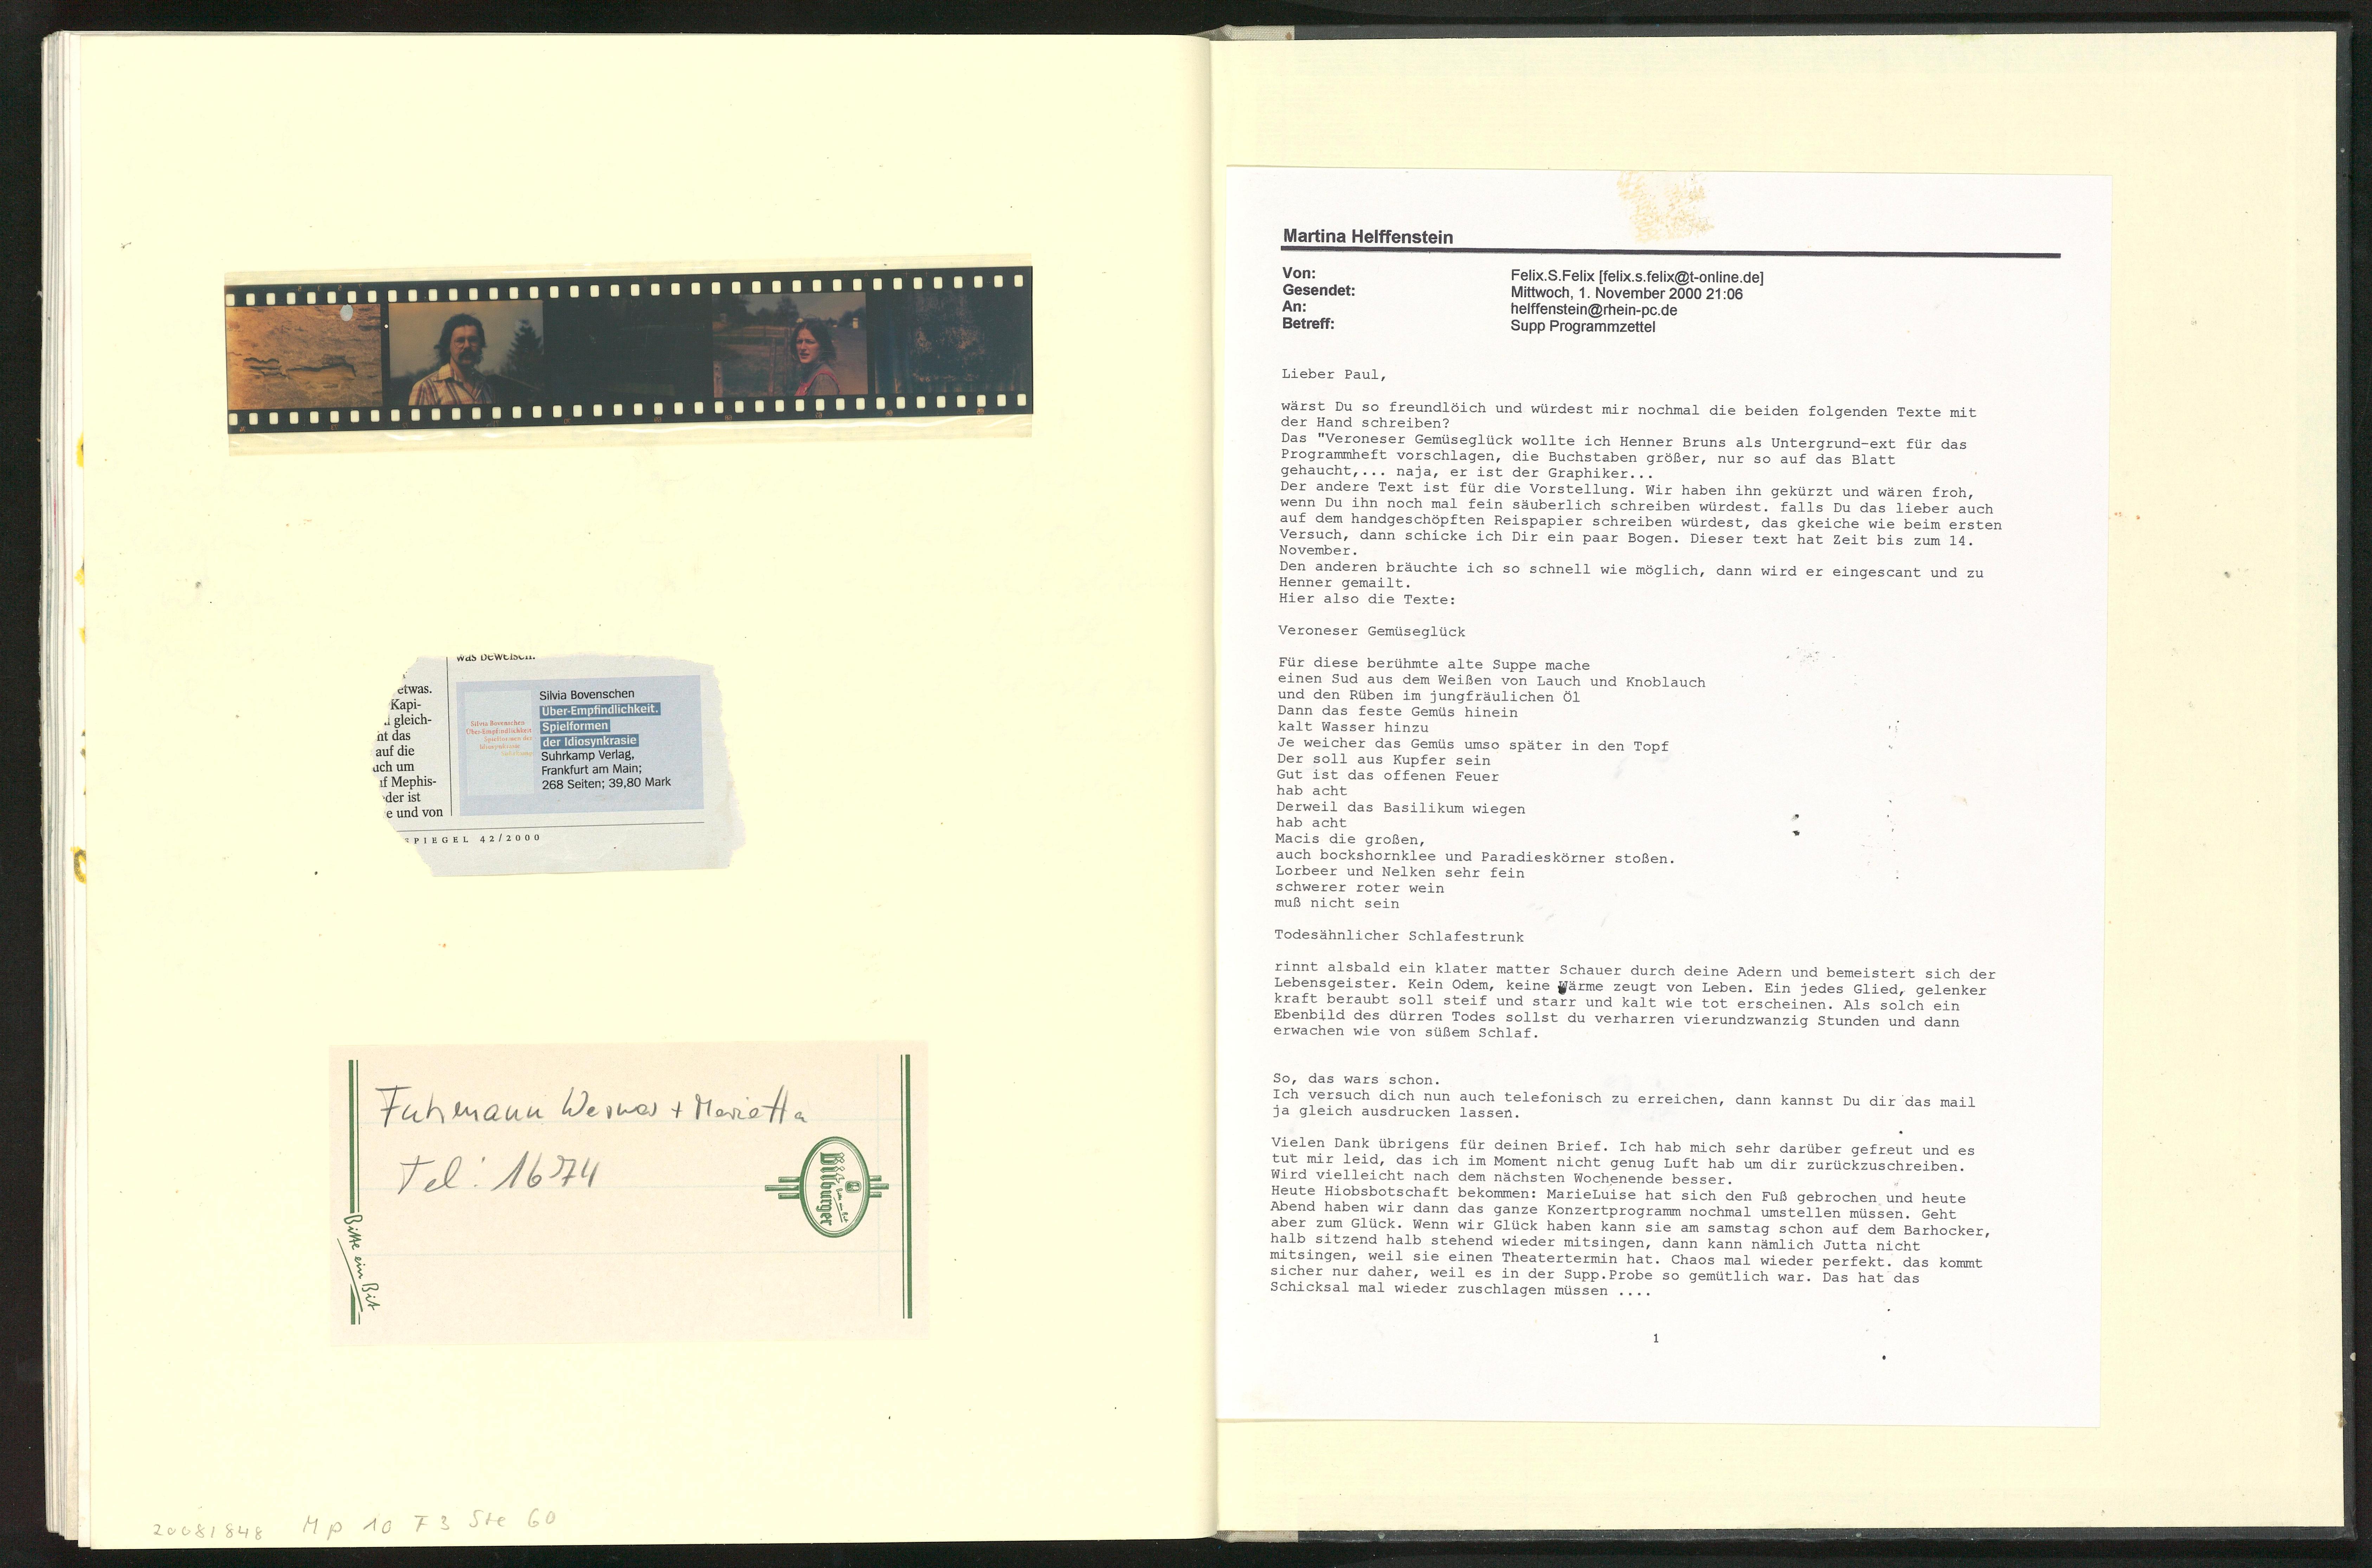 was beweisen.
etwas.
Kapi-
gleich-
ht das
auf die
uch um
uf Mephis-
der ist
e und von
Silvia Bovenschen
Über-Empfindlichkeit
Spielformen der
Idiosynkrasie
Suhrkamp
Silvia Bovenschen
Über-Empfindlichkeit.
Spielformen
der Idiosynkrasie
Suhrkamp Verlag,
Frankfurt am Main;
268 Seiten; 39,80 Mark
SPIEGEL 42/2000
Fuhrmann Werner + Marietta
Tel: 1674
Bitburger
Bitte ein Bit
20081848 Mp 10 F3 Ste 60
Martina Helffenstein
Von: Felix.S.Felix [felix.s.felix@t-online.de]
Gesendet: Mittwoch, 1. November 2000 21:06
An: helffenstein@rhein-pc.de
Betreff: Supp Programmzettel
Lieber Paul,
wärst Du so freundlöich und würdest mir nochmal die beiden folgenden Texte mit
der Hand schreiben?
Das "Veroneser Gemüseglück wollte ich Henner Bruns als Untergrund-ext für das
Programmheft vorschlagen, die Buchstaben größer, nur so auf das Blatt
gehaucht,... naja, er ist der Graphiker...
Der andere Text ist für die Vorstellung. Wir haben ihn gekürzt und wären froh,
wenn Du ihn noch mal fein säuberlich schreiben würdest. falls Du das lieber auch
auf dem handgeschöpften Reispapier schreiben würdest, das gkeiche wie beim ersten
Versuch, dann schicke ich Dir ein paar Bogen. Dieser text hat Zeit bis zum 14.
November.
Den anderen bräuchte ich so schnell wie möglich, dann wird er eingescant und zu
Henner gemailt.
Hier also die Texte:
Veroneser Gemüseglück
Für diese berühmte alte Suppe mache
einen Sud aus dem Weißen von Lauch und Knoblauch
und den Rüben im jungfräulichen Öl
Dann das feste Gemüs hinein
kalt Wasser hinzu
Je weicher das Gemüs umso später in den Topf
Der soll aus Kupfer sein
Gut ist das offenen Feuer
hab acht
Derweil das Basilikum wiegen
hab acht
Macis die großen,
auch bockshornklee und Paradieskörner stoßen.
Lorbeer und Nelken sehr fein
schwerer roter wein
muß nicht sein
Todesähnlicher Schlafestrunk
rinnt alsbald ein klater matter Schauer durch deine Adern und bemeistert sich der
Lebensgeister. Kein Odem, keine Wärme zeugt von Leben. Ein jedes Glied, gelenker
kraft beraubt soll steif und starr und kalt wie tot erscheinen. Als solch ein
Ebenbild des dürren Todes sollst du verharren vierundzwanzig Stunden und dann
erwachen wie von süßem Schlaf.
So, das wars schon.
Ich versuch dich nun auch telefonisch zu erreichen, dann kannst Du dir das mail
ja gleich ausdrucken lassen.
Vielen Dank übrigens für deinen Brief. Ich hab mich sehr darüber gefreut und es
tut mir leid, das ich im Moment nicht genug Luft hab um dir zurückzuschreiben.
Wird vielleicht nach dem nächsten Wochenende besser.
Heute Hiobsbotschaft bekommen: MarieLuise hat sich den Fuß gebrochen und heute
Abend haben wir dann das ganze Konzertprogramm nochmal umstellen müssen. Geht
aber zum Glück. Wenn wir Glück haben kann sie am samstag schon auf dem Barhocker,
halb sitzend halb stehend wieder mitsingen, dann kann nämlich Jutta nicht
mitsingen, weil sie einen Theatertermin hat. Chaos mal wieder perfekt. das kommt
sicher nur daher, weil es in der Supp.Probe so gemütlich war. Das hat das
Schicksal mal wieder zuschlagen müssen ....
1